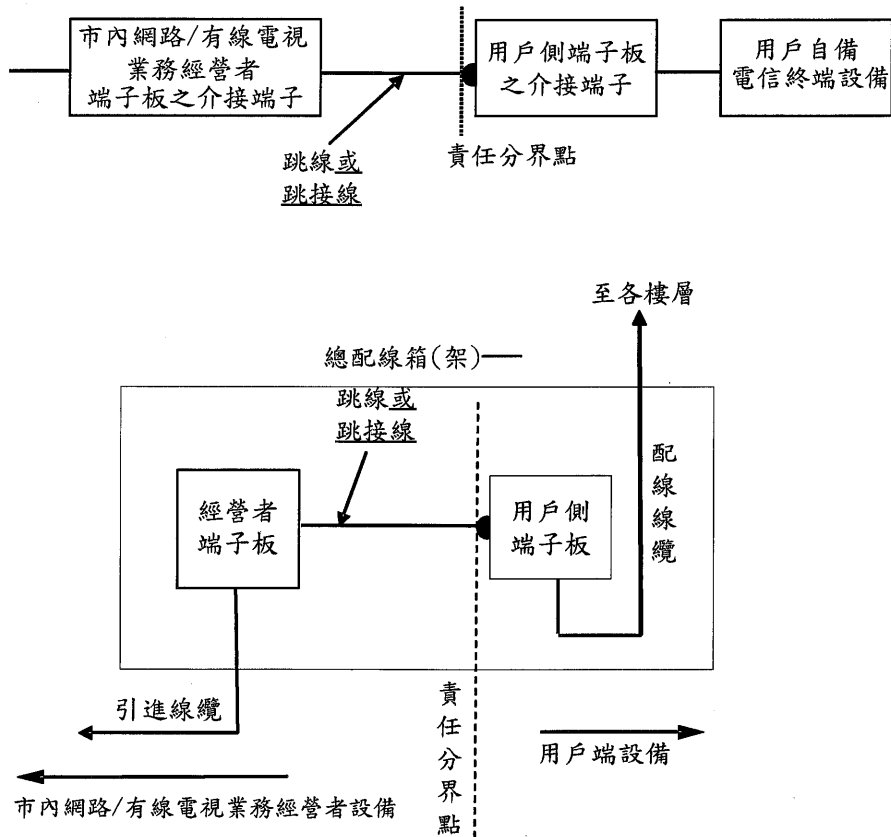 市內網路/有線電視
業務經營者
端子板之介接端子
用戶側端子板
之介接端子
用戶自備
電信終端設備
跳線或
跳接線
責任分界點
至各樓層
總配線箱(架)
跳線或
跳接線
經營者
端子板
用戶側
端子板
配線線纜
引進線纜
責任分界點
用戶端設備
市內網路/有線電視業務經營者設備